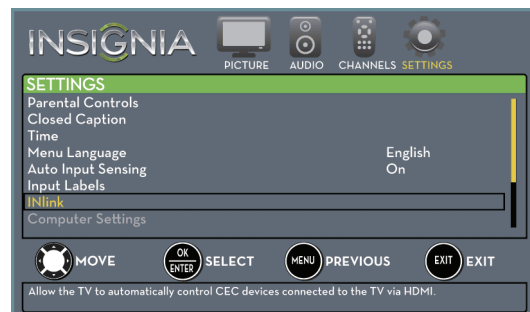 INSIGNIA
PICTURE AUDIO CHANNELS SETTINGS
SETTINGS
Parental Controls
Closed Caption
Time
Menu Language English
Auto Input Sensing On
Input Labels
INlink
Computer Settings
MOVE OK ENTER SELECT MENU PREVIOUS EXIT EXIT
Allow the TV to automatically control CEC devices connected to the TV via HDMI.